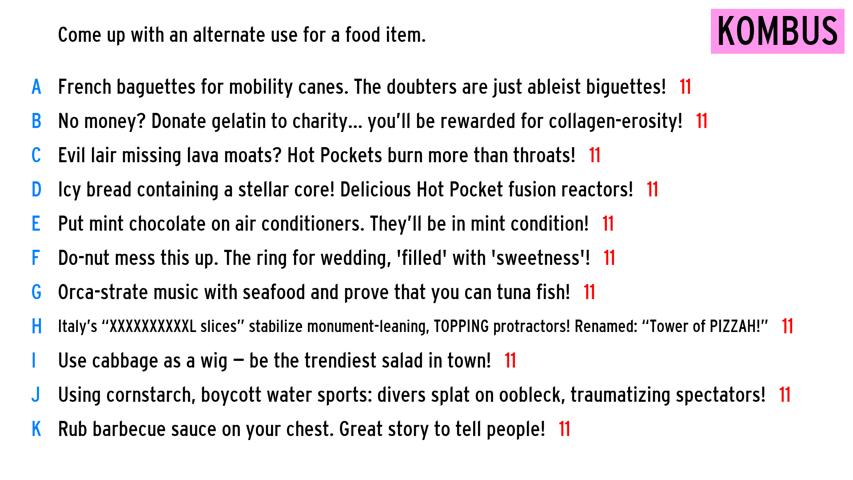 Come up with an alternate use for a food item.
KOMBUS
A French baguettes for mobility canes. The doubters are just ableist biguettes! 11
B No money? Donate gelatin to charity... you'll be rewarded for collagen-erosity! 11
C Evil lair missing lava moats? Hot Pockets burn more than throats! 11
D Icy bread containing a stellar core! Delicious Hot Pocket fusion reactors! 11
E Put mint chocolate on air conditioners. They'll be in mint condition! 11
F Do-nut mess this up. The ring for wedding, 'filled' with 'sweetness'! 11
G Orca-strate music with seafood and prove that you can tuna fish! 11
H Italy's “XXXXXXXXXXL slices” stabilize monument-leaning, TOPPING protractors! Renamed: “Tower of PIZZAH!” 11
I Use cabbage as a wig – be the trendiest salad in town! 11
J Using cornstarch, boycott water sports: divers splat on oobleck, traumatizing spectators! 11
K Rub barbecue sauce on your chest. Great story to tell people! 11